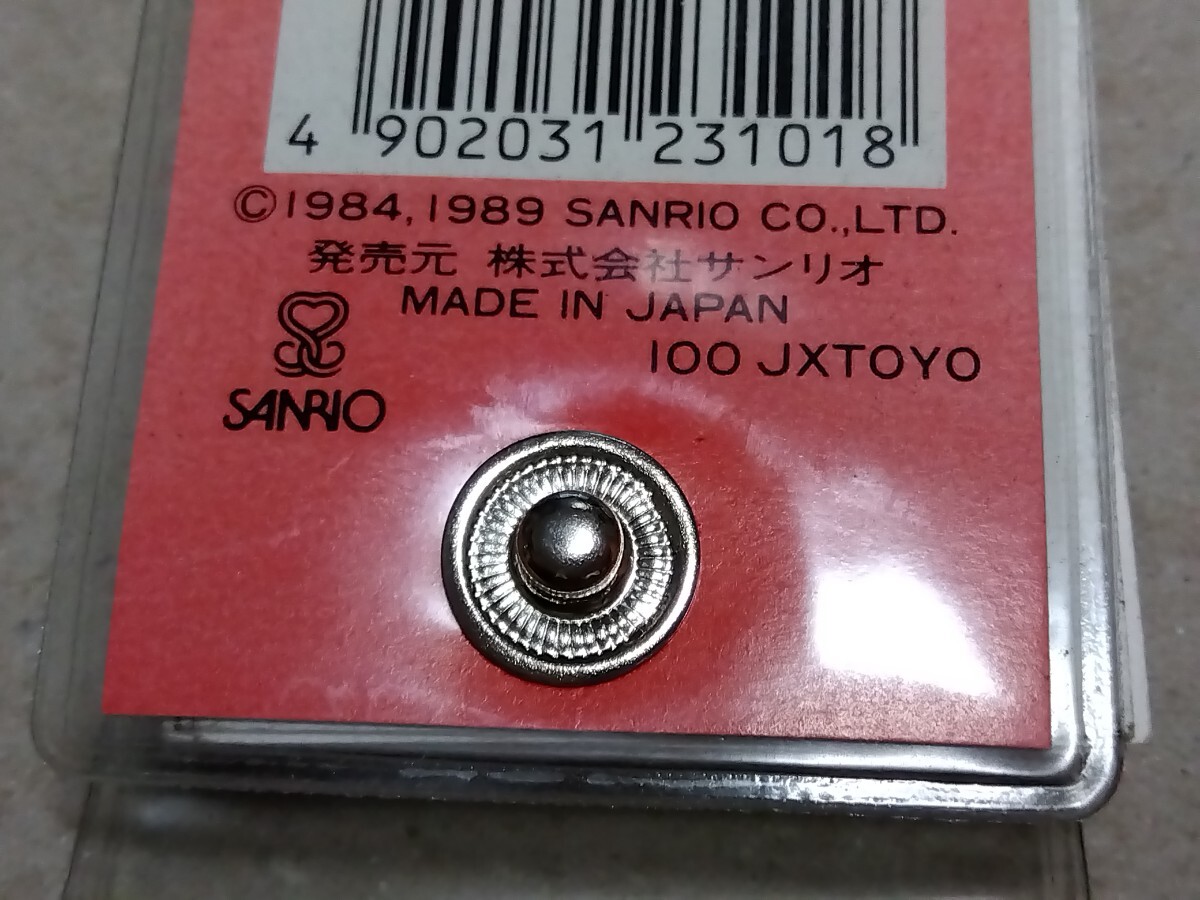 4 902031 231018
©1984,1989 SANRIO CO.,LTD.
発売元 株式会社サンリオ
MADE IN JAPAN
100 JXTOYO
SANRIO